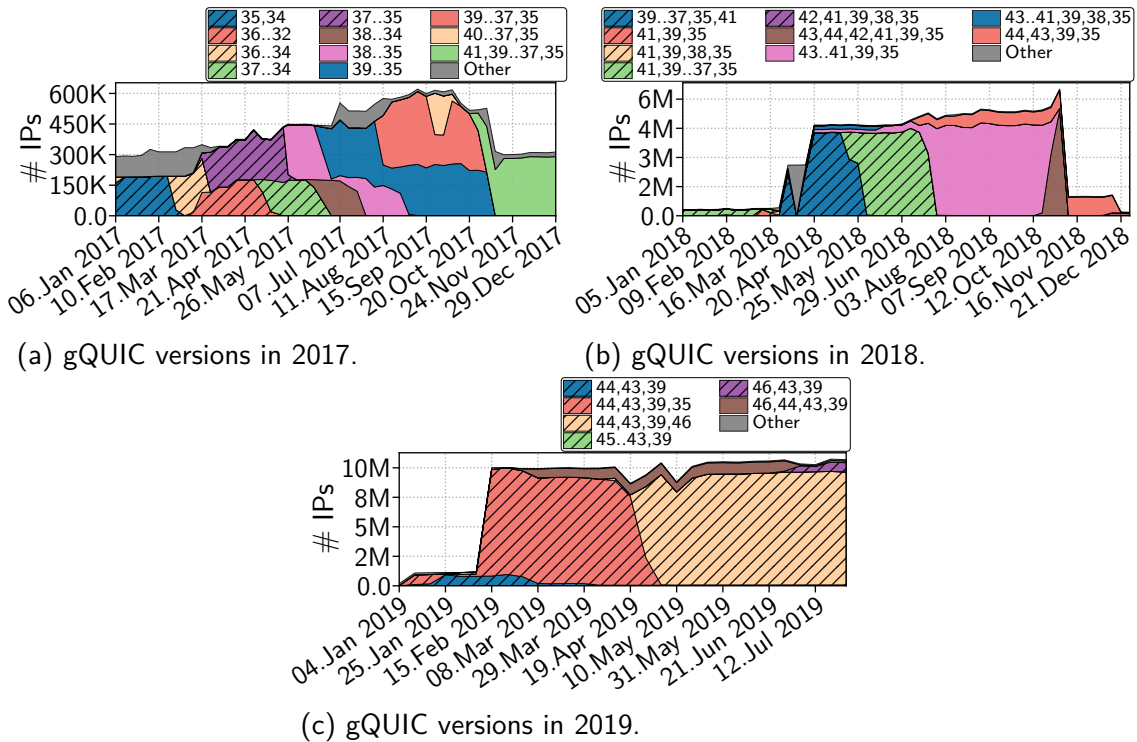 35,34 37..35 39..37,35
36..32 38..34 40..37,35
36..34 38..35 41,39..37,35
37..34 39..35 Other
# IPs
600K
450K
300K
150K
0.0
06.Jan 2017
10.Feb 2017
17.Mar 2017
21.Apr 2017
26.May 2017
07.Jul 2017
11.Aug 2017
15.Sep 2017
20.Oct 2017
24.Nov 2017
29.Dec 2017
(a) gQUIC versions in 2017.
39..37,35,41 42,41,39,38,35 43..41,39,38,35
41,39,35 43,44,42,41,39,35 44,43,39,35
41,39,38,35 43..41,39,35 Other
41,39..37,35
# IPs
6M
4M
3M
2M
0.0
05.Jan 2018
09.Feb 2018
16.Mar 2018
20.Apr 2018
25.May 2018
29.Jun 2018
03.Aug 2018
07.Sep 2018
12.Oct 2018
16.Nov 2018
21.Dec 2018
(b) gQUIC versions in 2018.
44,43,39 46,43,39
44,43,39,35 46,44,43,39
44,43,39,46 Other
45..43,39
# IPs
10M
8M
5M
2M
0.0
04.Jan 2019
25.Jan 2019
15.Feb 2019
08.Mar 2019
29.Mar 2019
19.Apr 2019
10.May 2019
31.May 2019
21.Jun 2019
12.Jul 2019
(c) gQUIC versions in 2019.